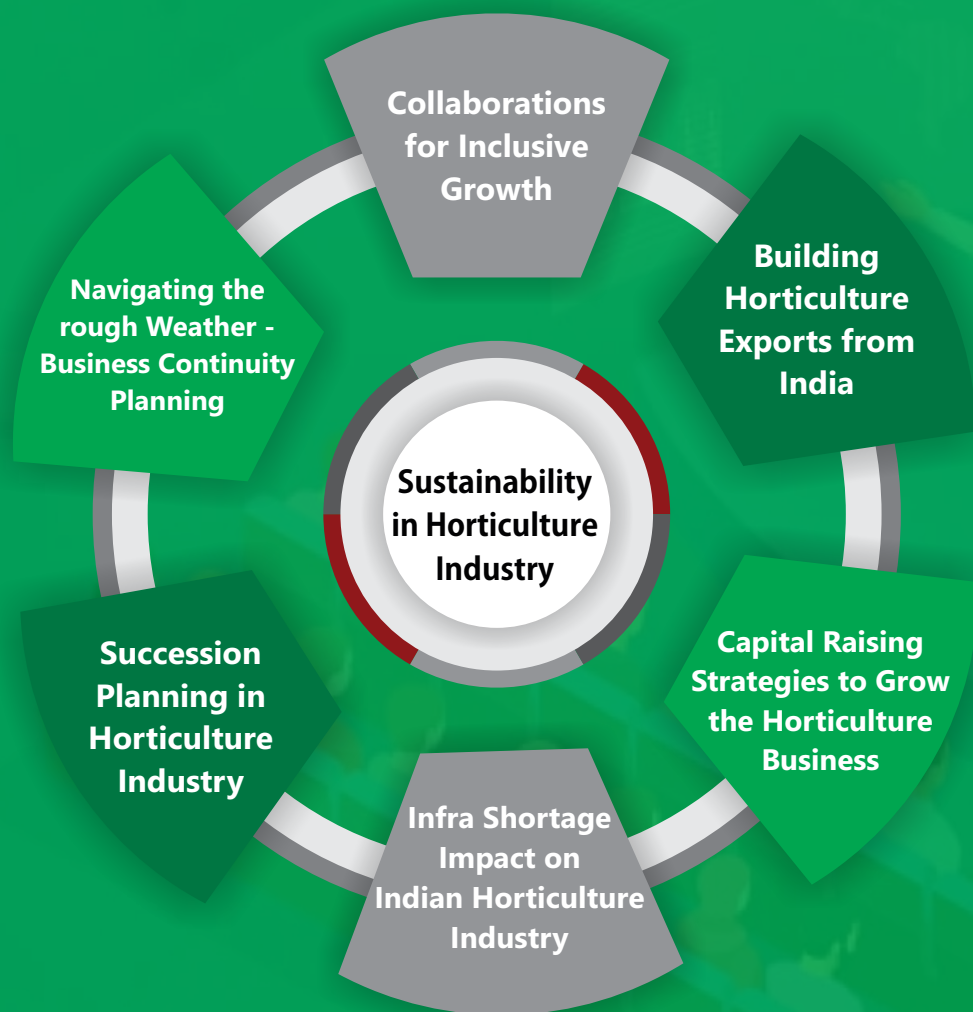 Collaborations
for Inclusive
Growth
Building
Horticulture
Exports from
India
Capital Raising
Strategies to Grow
the Horticulture
Business
Infra Shortage
Impact on
Indian Horticulture
Industry
Succession
Planning in
Horticulture
Industry
Navigating the
rough Weather -
Business Continuity
Planning
Sustainability
in Horticulture
Industry